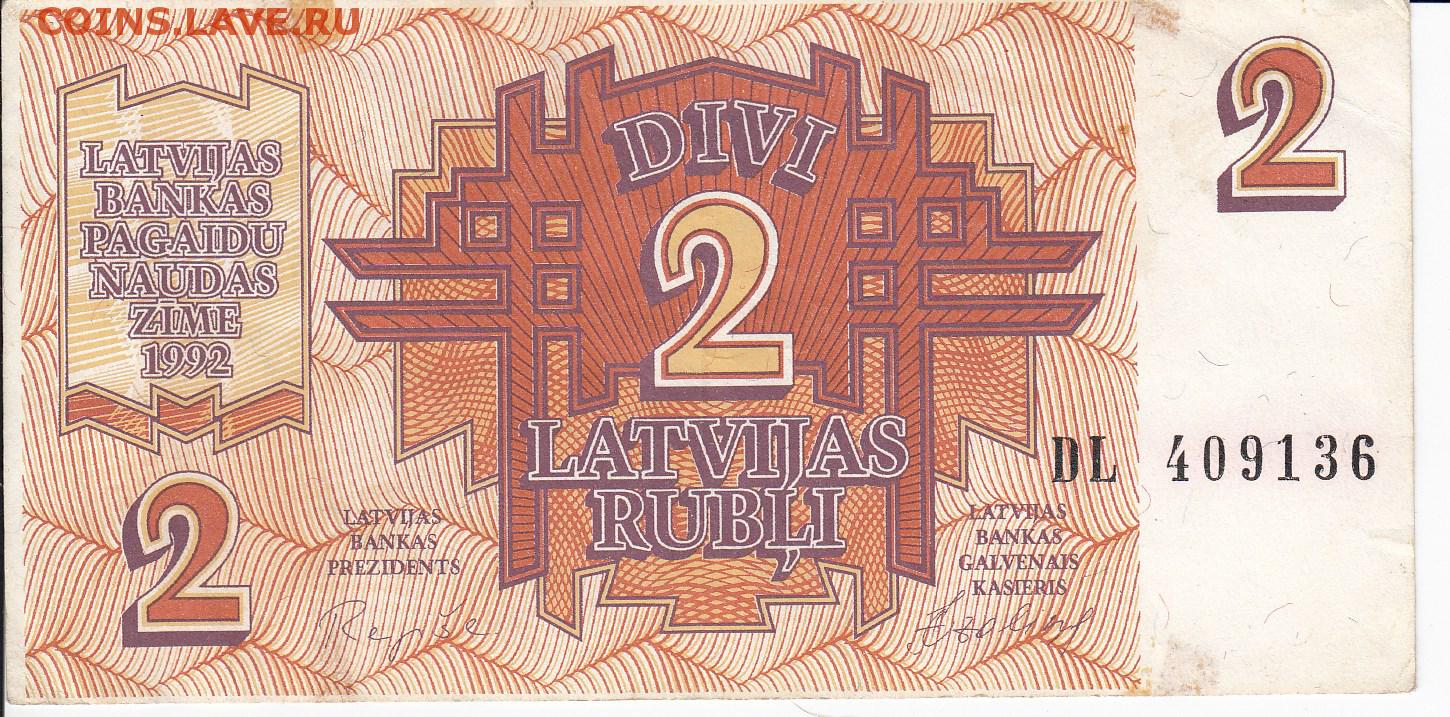 COINS.LAVE.RU
LATVIJAS
BANKAS
PAGAIDU
NAUDAS
ZĪME
1992
DIVI
2
LATVIJAS
RUBĻI
2
DL 409136
2
LATVIJAS
BANKAS
PREZIDENTS
LATVIJAS
BANKAS
GALVENAIS
KASIERIS